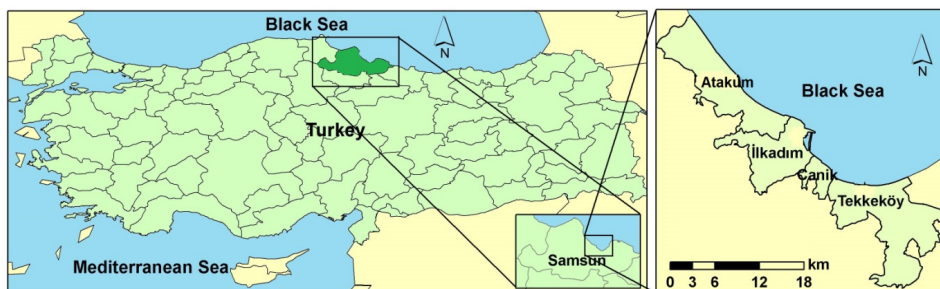 Black Sea
N
Turkey
Mediterranean Sea
Samsun
Atakum
Black Sea
N
İlkadım
Canik
Tekkeköy
km
0 3 6 12 18